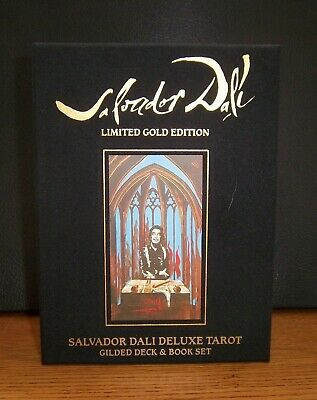 Salvador Dalí
LIMITED GOLD EDITION
SALVADOR DALI DELUXE TAROT
GILDED DECK & BOOK SET